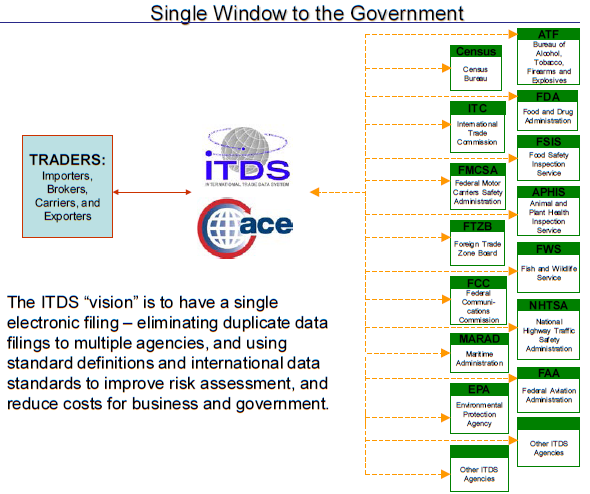 Single Window to the Government
TRADERS:
Importers,
Brokers,
Carriers, and
Exporters
iTDS
INTERNATIONAL TRADE DATA SYSTEM
ace
The ITDS “vision” is to have a single
electronic filing – eliminating duplicate data
filings to multiple agencies, and using
standard definitions and international data
standards to improve risk assessment, and
reduce costs for business and government.
Census
Census
Bureau
ITC
International
Trade
Commission
FMCSA
Federal Motor
Carriers Safety
Administration
FTZB
Foreign Trade
Zone Board
FCC
Federal
Communi-
cations
Commission
MARAD
Maritime
Administration
EPA
Environmental
Protection
Agency
Other ITDS
Agencies
ATF
Bureau of
Alcohol,
Tobacco,
Firearms and
Explosives
FDA
Food and Drug
Administration
FSIS
Food Safety
Inspection
Service
APHIS
Animal and
Plant Health
Inspection
Service
FWS
Fish and Wildlife
Service
NHTSA
National
Highway Traffic
Safety
Administration
FAA
Federal Aviation
Administration
Other ITDS
Agencies